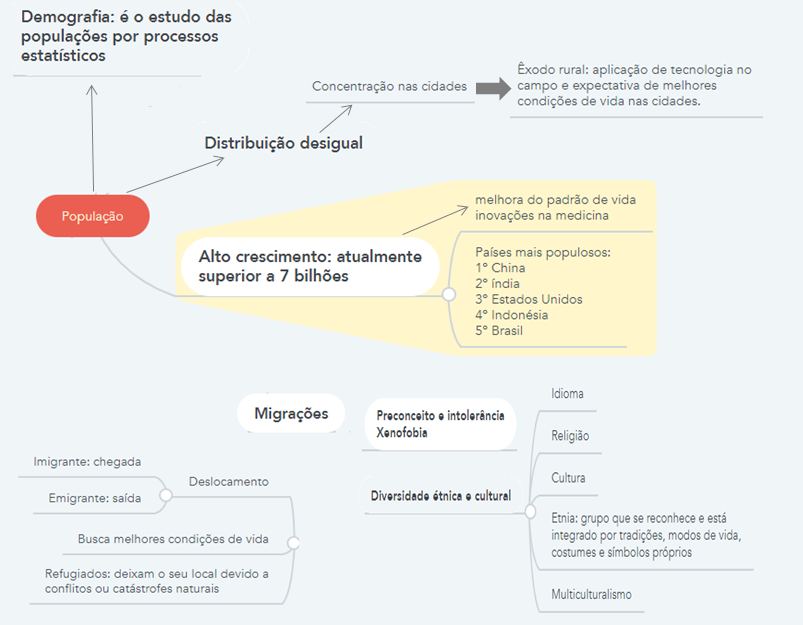 Demografia: é o estudo das
populações por processos
estatísticos
Concentração nas cidades
Êxodo rural: aplicação de tecnologia no
campo e expectativa de melhores
condições de vida nas cidades.
Distribuição desigual
População
melhora do padrão de vida
inovações na medicina
Alto crescimento: atualmente
superior a 7 bilhões
Países mais populosos:
1º China
2º índia
3º Estados Unidos
4º Indonésia
5º Brasil
Migrações
Preconceito e intolerância
Xenofobia
Idioma
Religião
Cultura
Diversidade étnica e cultural
Etnia: grupo que se reconhece e está
integrado por tradições, modos de vida,
costumes e símbolos próprios
Multiculturalismo
Imigrante: chegada
Deslocamento
Emigrante: saída
Busca melhores condições de vida
Refugiados: deixam o seu local devido a
conflitos ou catástrofes naturais